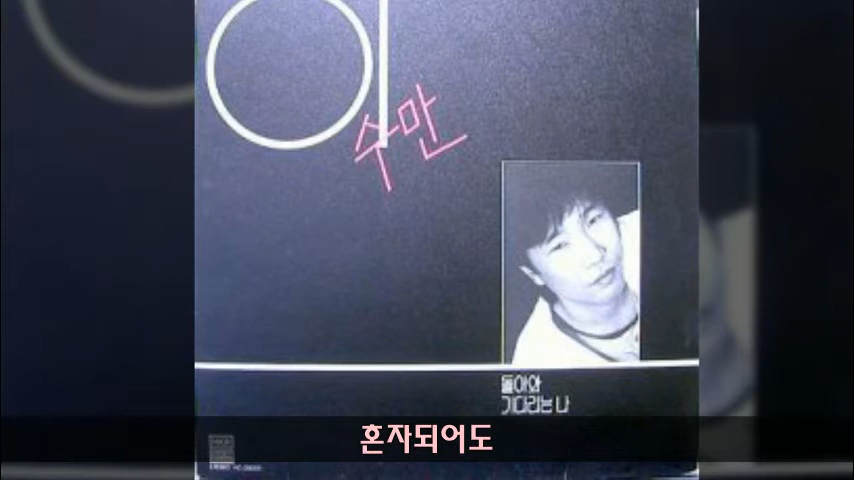 이
수만
돌아와
기다리는 나
혼자되어도